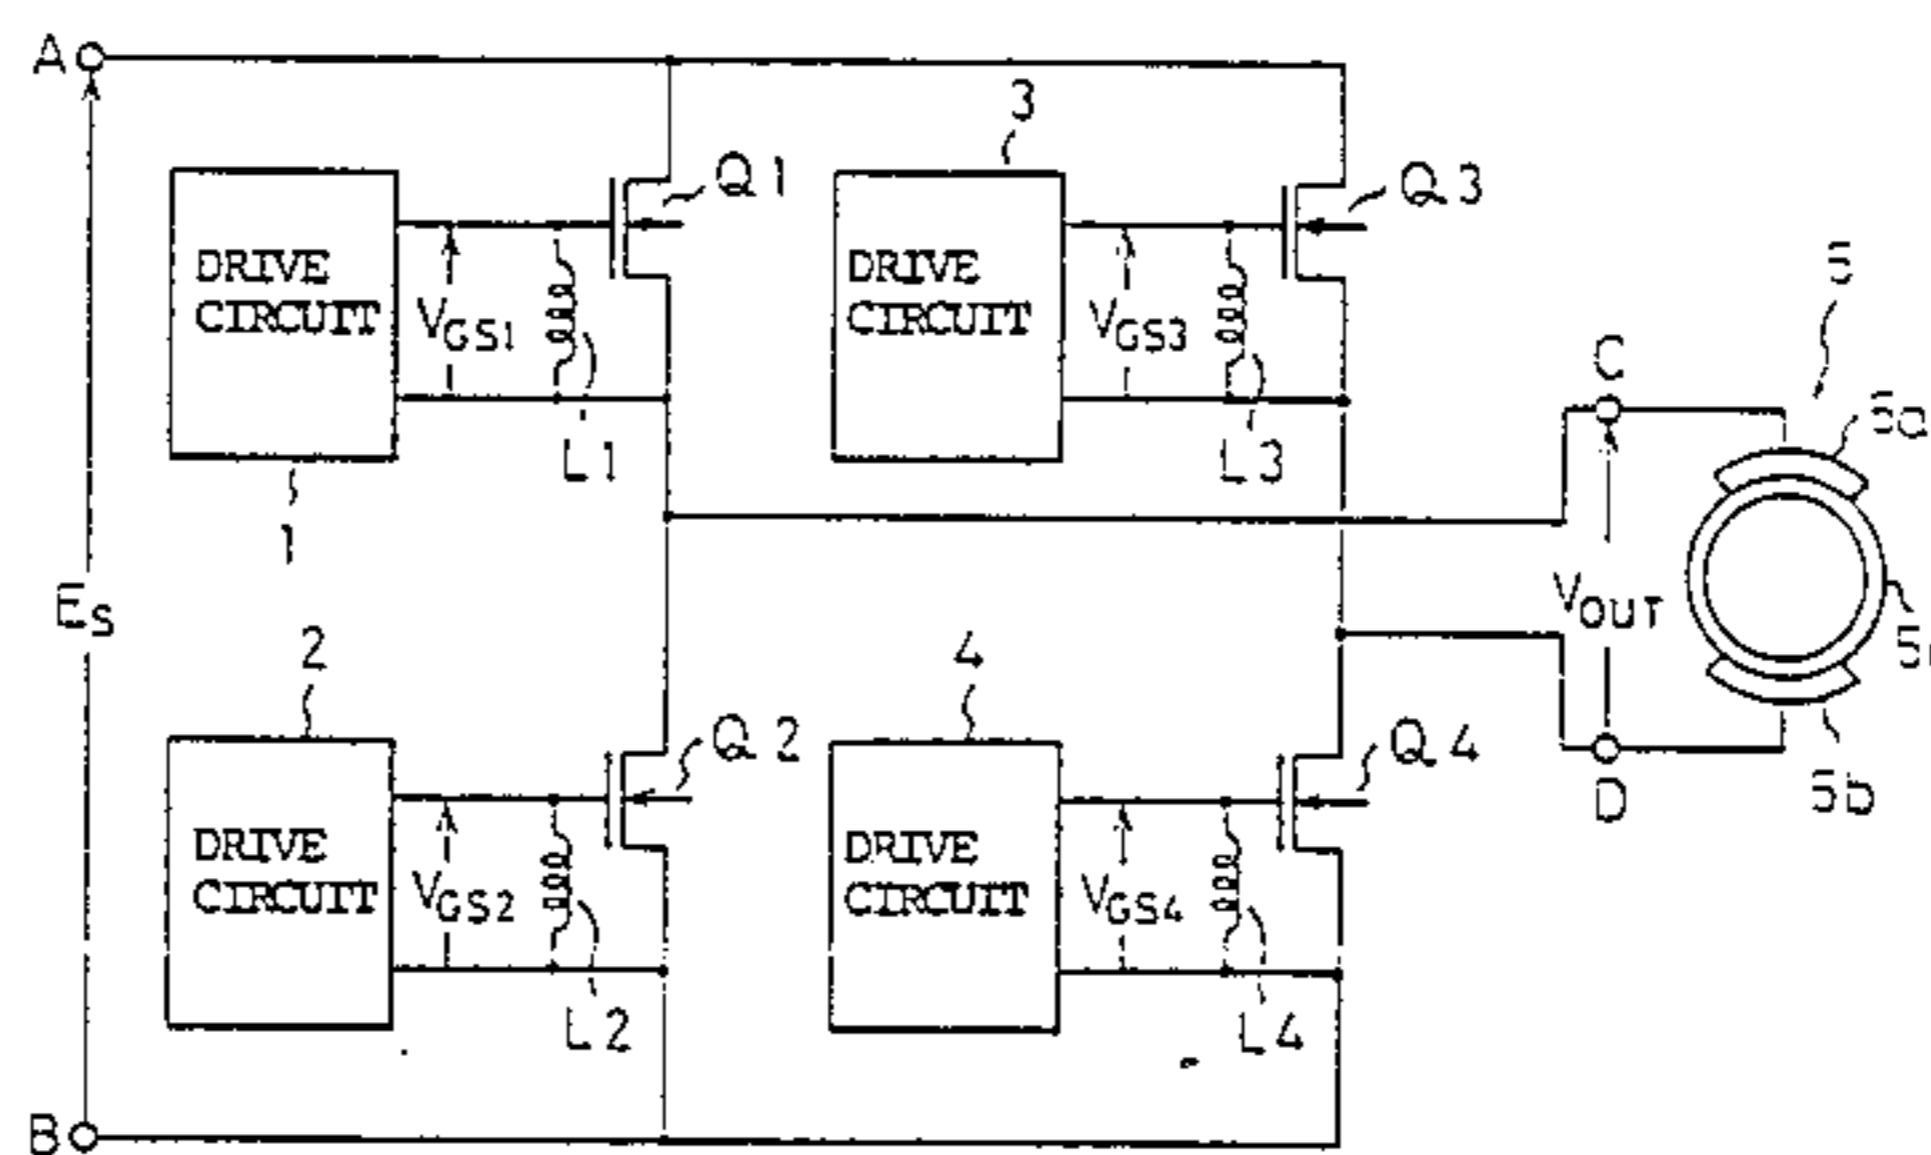 A
3
Q1
Q3
DRIVE
CIRCUIT
VGS1
DRIVE
CIRCUIT
VGS3
5
C
5a
L1
L3
1
ES
VOUT
2
4
Q2
Q4
D
5b
DRIVE
CIRCUIT
VGS2
DRIVE
CIRCUIT
VGS4
L2
L4
B